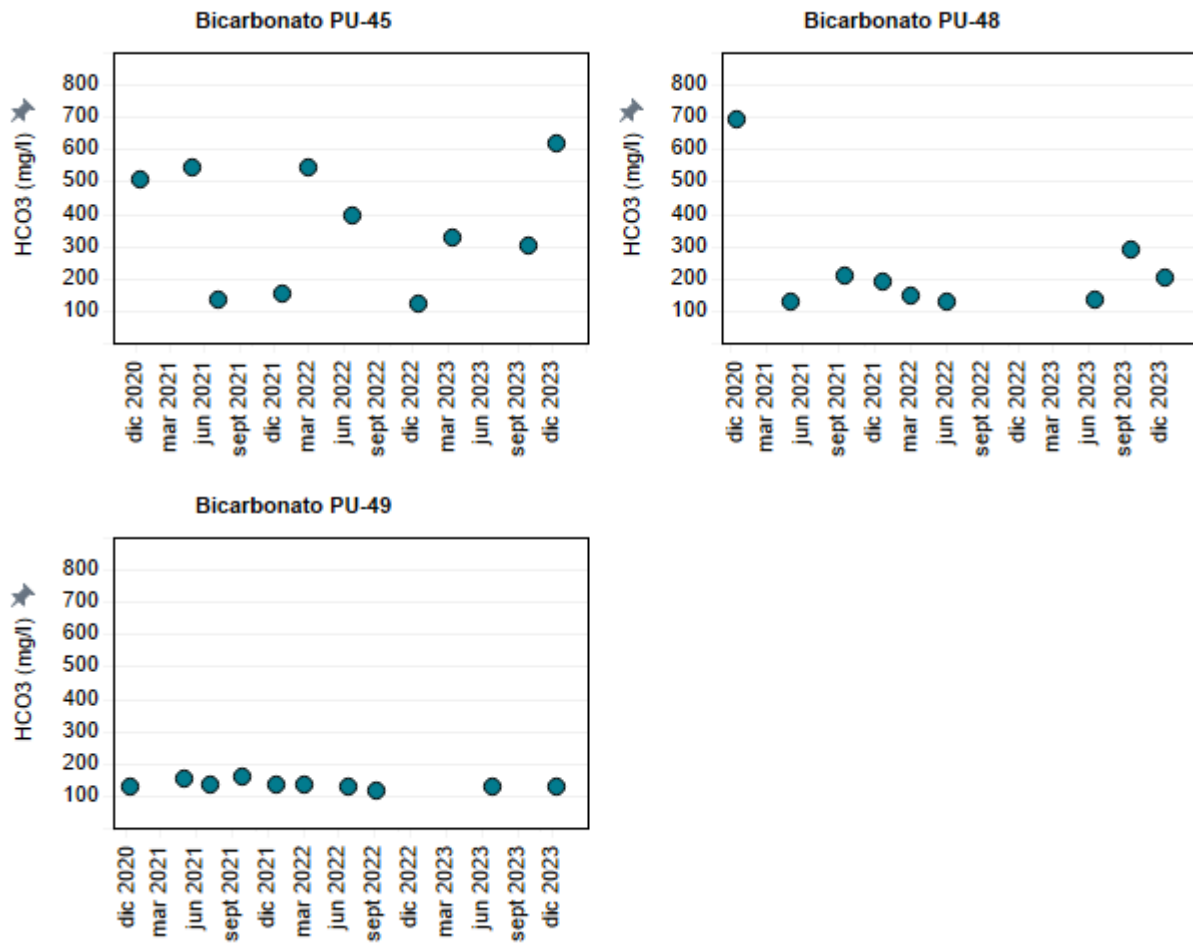 Bicarbonato PU-45
HCO3 (mg/l)
800
700
600
500
400
300
200
100
dic 2020
mar 2021
jun 2021
sept 2021
dic 2021
mar 2022
jun 2022
sept 2022
dic 2022
mar 2023
jun 2023
sept 2023
dic 2023
Bicarbonato PU-48
HCO3 (mg/l)
800
700
600
500
400
300
200
100
dic 2020
mar 2021
jun 2021
sept 2021
dic 2021
mar 2022
jun 2022
sept 2022
dic 2022
mar 2023
jun 2023
sept 2023
dic 2023
Bicarbonato PU-49
HCO3 (mg/l)
800
700
600
500
400
300
200
100
dic 2020
mar 2021
jun 2021
sept 2021
dic 2021
mar 2022
jun 2022
sept 2022
dic 2022
mar 2023
jun 2023
sept 2023
dic 2023